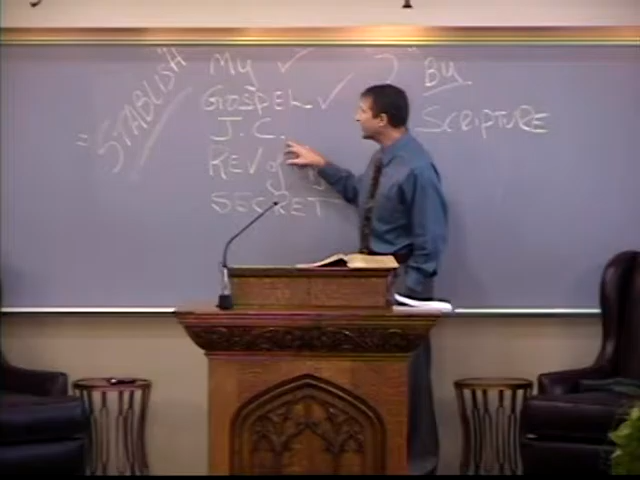 "STABLISH"
My ✓
GOSPEL ✓
J.C.
REV of
SECRET
By
SCRIPTURE